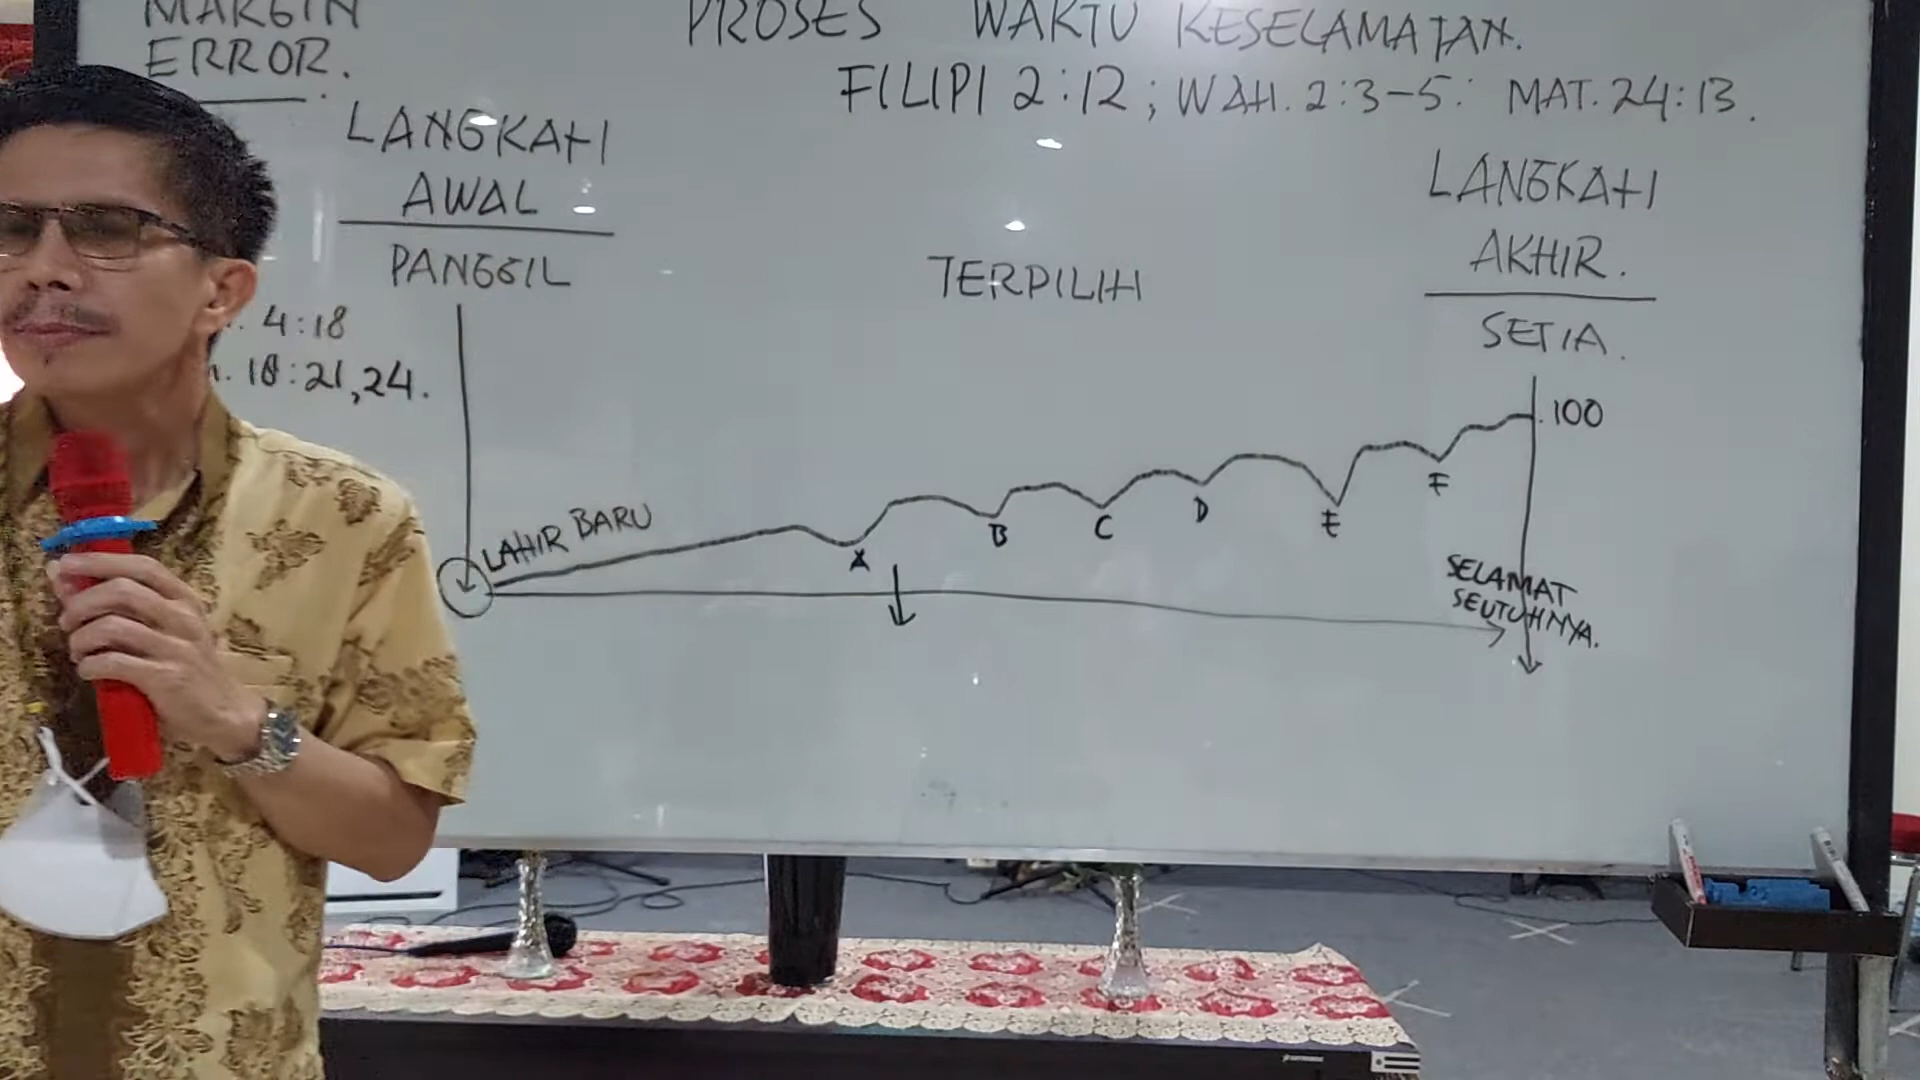 MARGIN
ERROR.
PROSES WAKTU KESELAMATAN.
FILIPI 2:12; WAH. 2:3-5: MAT. 24:13.
LANGKAH
AWAL
PANGGIL
TERPILIH
LANGKAH
AKHIR.
SETIA.
4:18
18:21,24.
100
LAHIR BARU
A
B
C
D
E
F
SELAMAT
SEUTUHNYA.